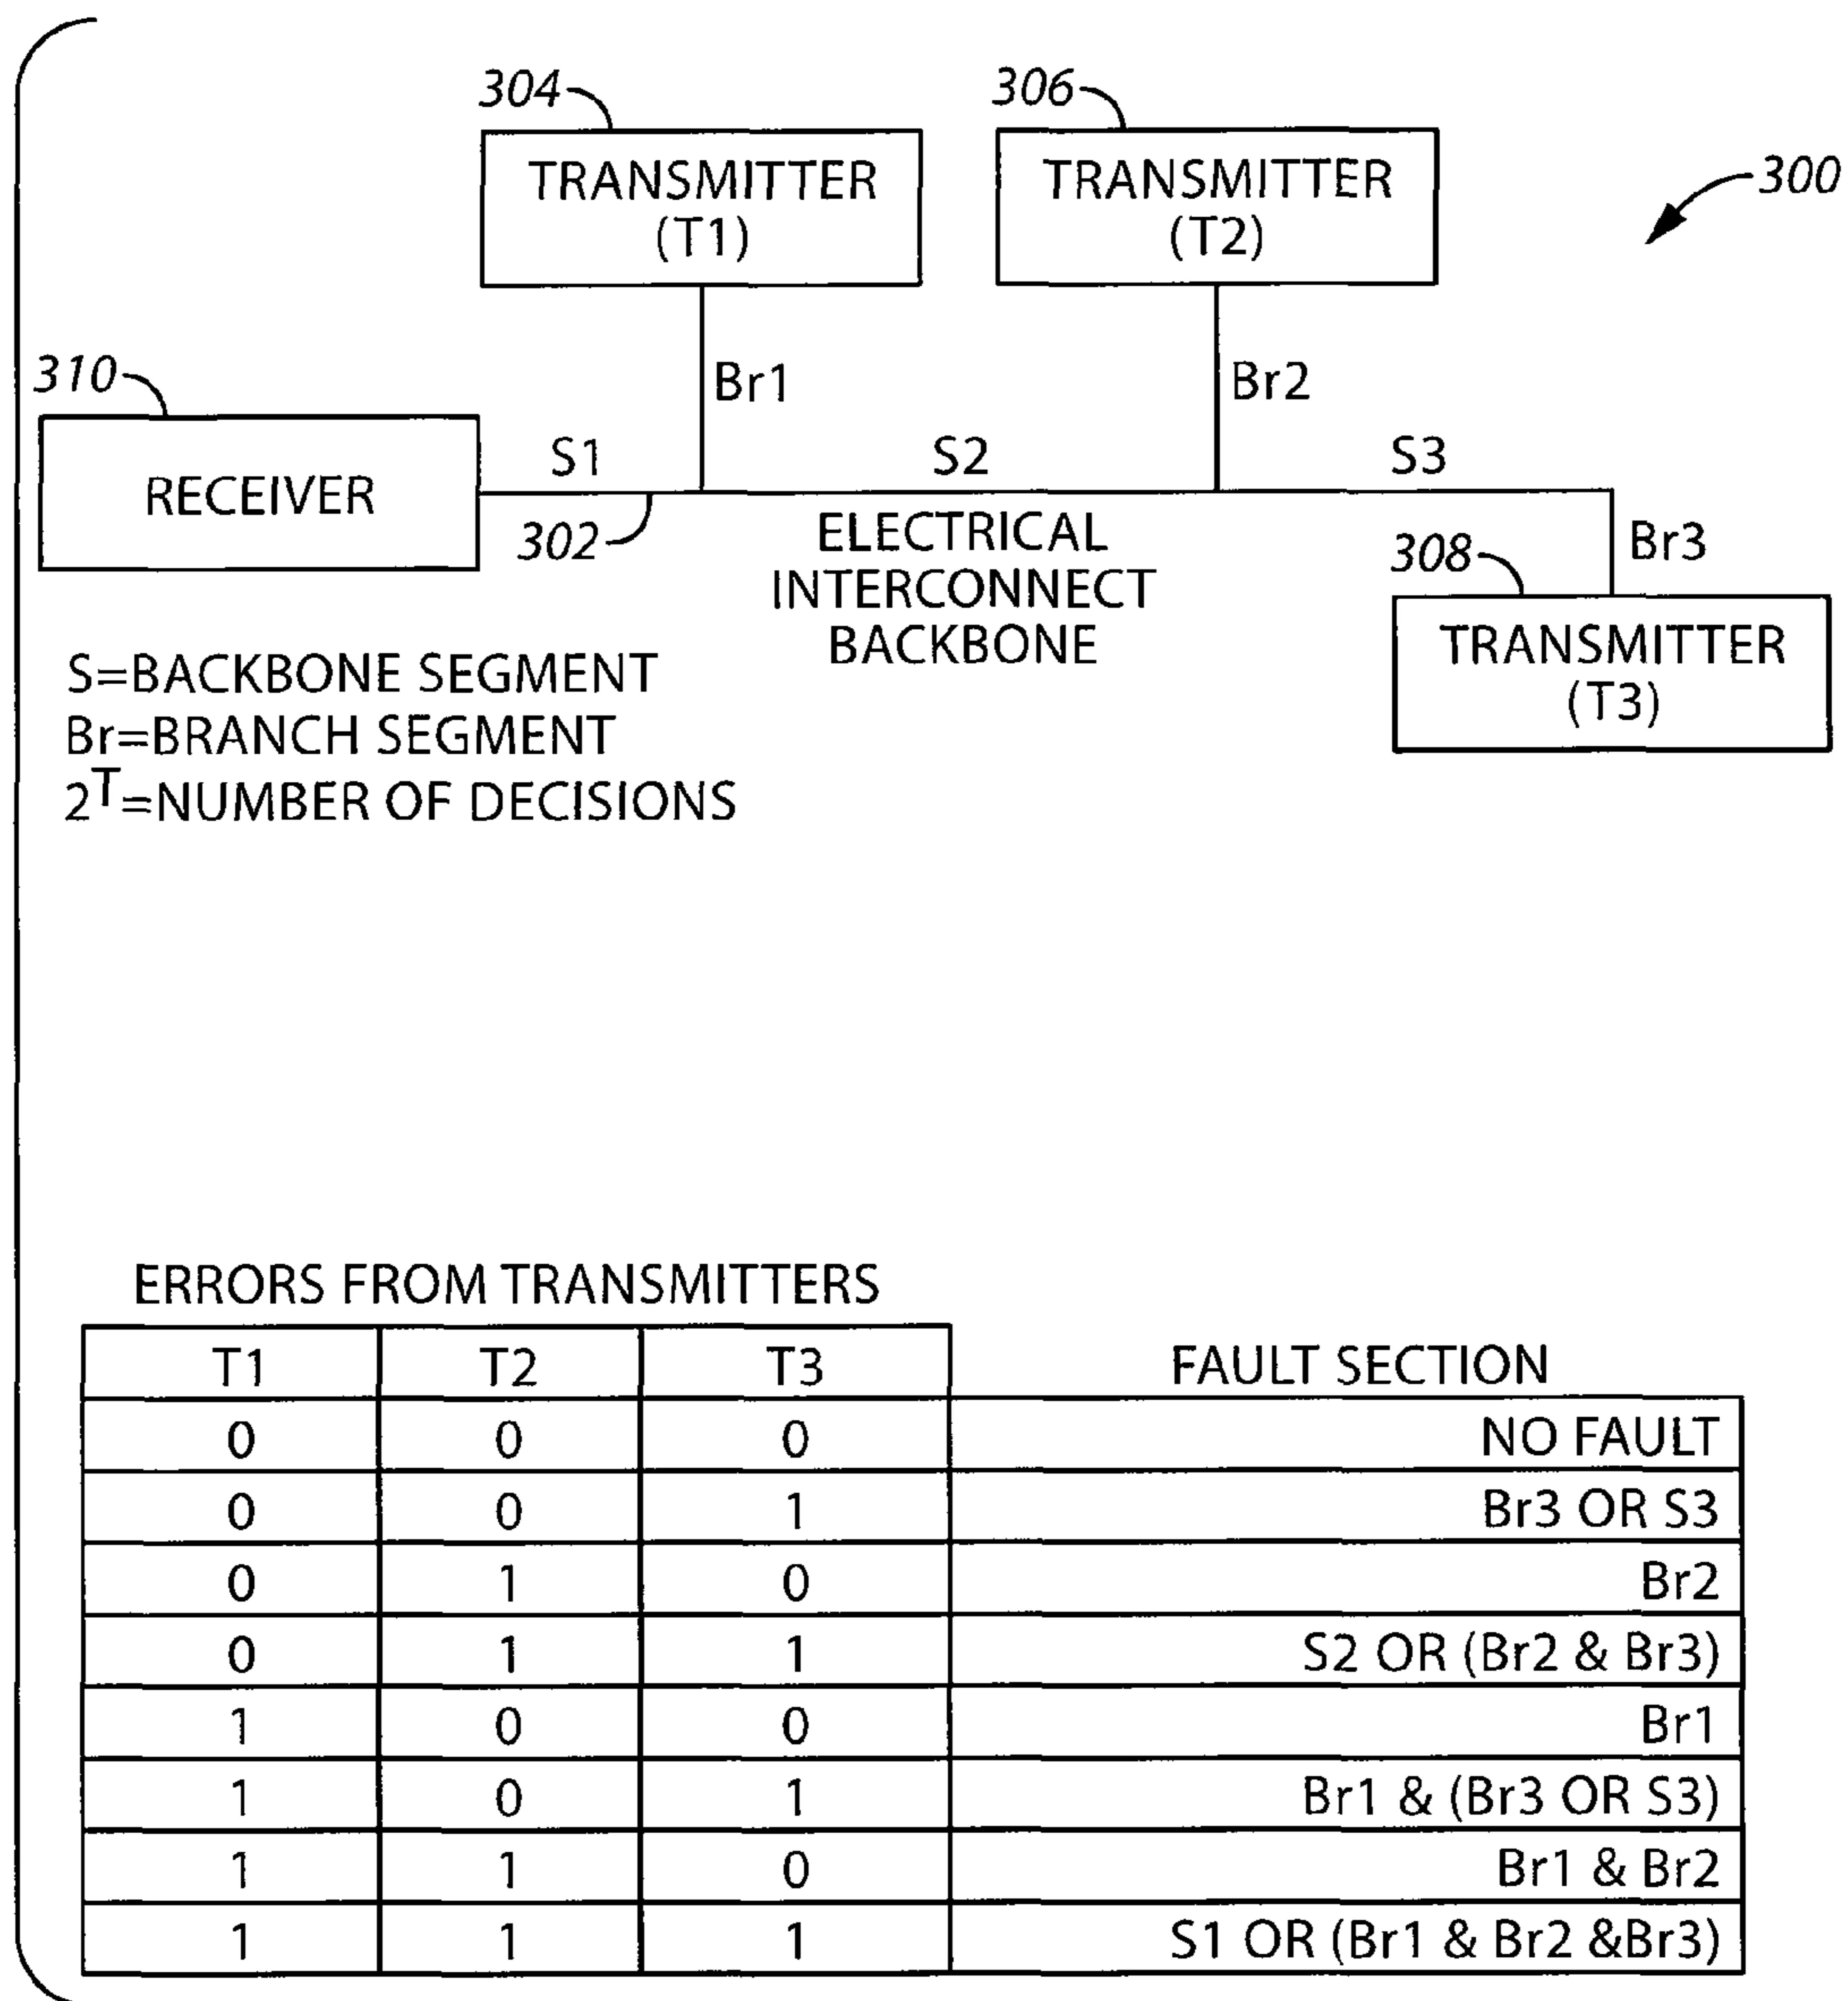 304
306
TRANSMITTER
(T1)
TRANSMITTER
(T2)
300
310
Br1
Br2
RECEIVER
S1
S2
S3
302
ELECTRICAL
INTERCONNECT
BACKBONE
308
Br3
TRANSMITTER
(T3)
S=BACKBONE SEGMENT
Br=BRANCH SEGMENT
2^T=NUMBER OF DECISIONS
ERRORS FROM TRANSMITTERS
T1 T2 T3 FAULT SECTION
0 0 0 NO FAULT
0 0 1 Br3 OR S3
0 1 0 Br2
0 1 1 S2 OR (Br2 & Br3)
1 0 0 Br1
1 0 1 Br1 & (Br3 OR S3)
1 1 0 Br1 & Br2
1 1 1 S1 OR (Br1 & Br2 &Br3)